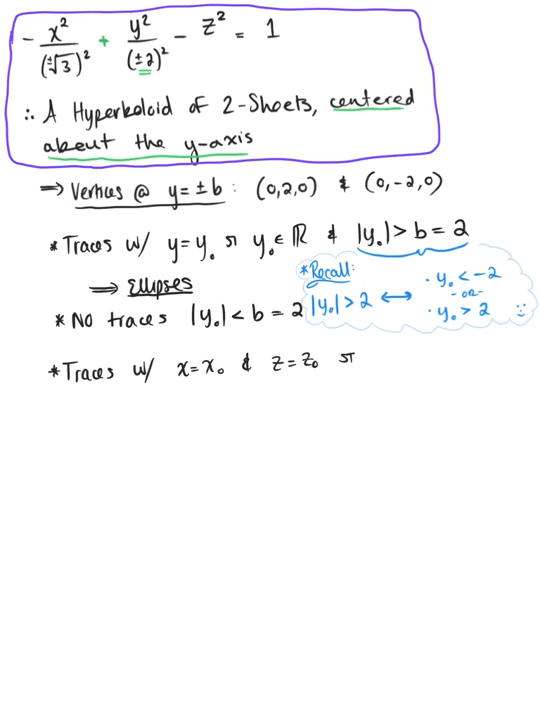 - x²/(±√3)² + y²/(±2)² - z² = 1
∴ A Hyperboloid of 2-Sheets, centered
about the y-axis
⇒ Vertices @ y = ±b : (0,2,0) & (0,-2,0)
*Traces w/ y = y₀ ST y₀ ∈ ℝ & |y₀| > b = 2
⇒ Ellipses
*Recall:
|y₀| > 2 ↔ · y₀ < -2
-OR-
· y₀ > 2 :)
*No traces |y₀| < b = 2
*Traces w/ x = x₀ & z = z₀ ST